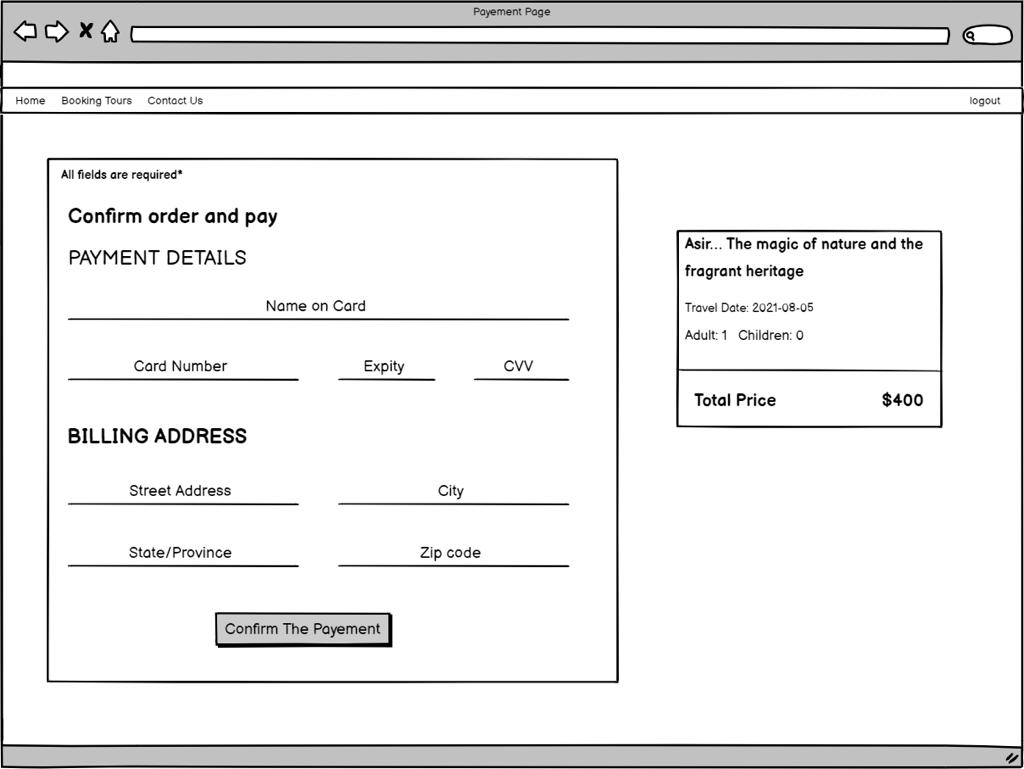 Payement Page
Home Booking Tours Contact Us logout
All fields are required*
Confirm order and pay
PAYMENT DETAILS
Name on Card
Card Number Expity CVV
BILLING ADDRESS
Street Address City
State/Province Zip code
Confirm The Payement
Asir... The magic of nature and the
fragrant heritage
Travel Date: 2021-08-05
Adult: 1 Children: 0
Total Price $400